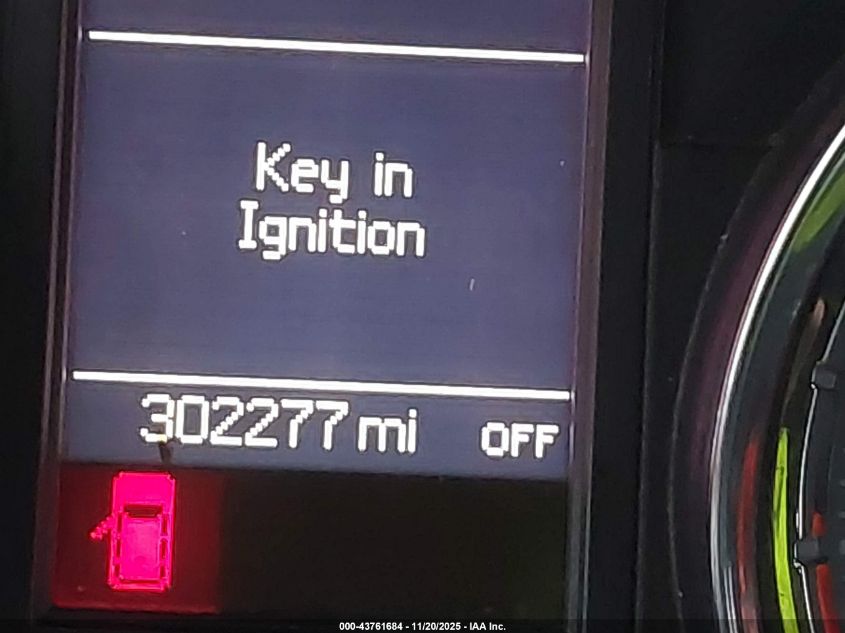 Key in
Ignition
302277 mi OFF
000-43761684 - 11/20/2025 - IAA Inc.